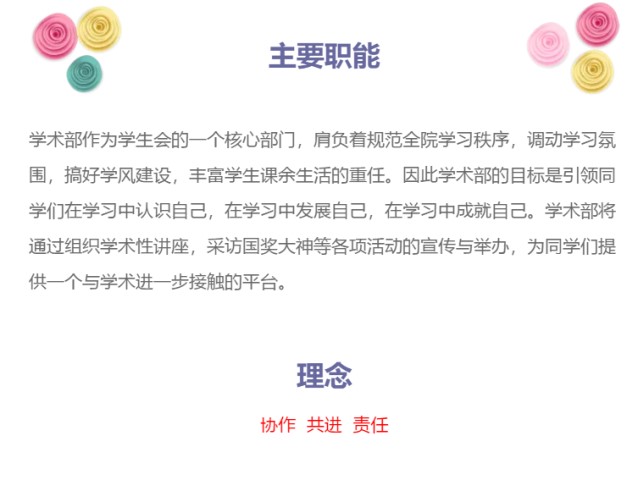 主要职能
学术部作为学生会的一个核心部门，肩负着规范全院学习秩序，调动学习氛
围，搞好学风建设，丰富学生课余生活的重任。因此学术部的目标是引领同
学们在学习中认识自己，在学习中发展自己，在学习中成就自己。学术部将
通过组织学术性讲座，采访国奖大神等各项活动的宣传与举办，为同学们提
供一个与学术进一步接触的平台。
理念
协作 共进 责任